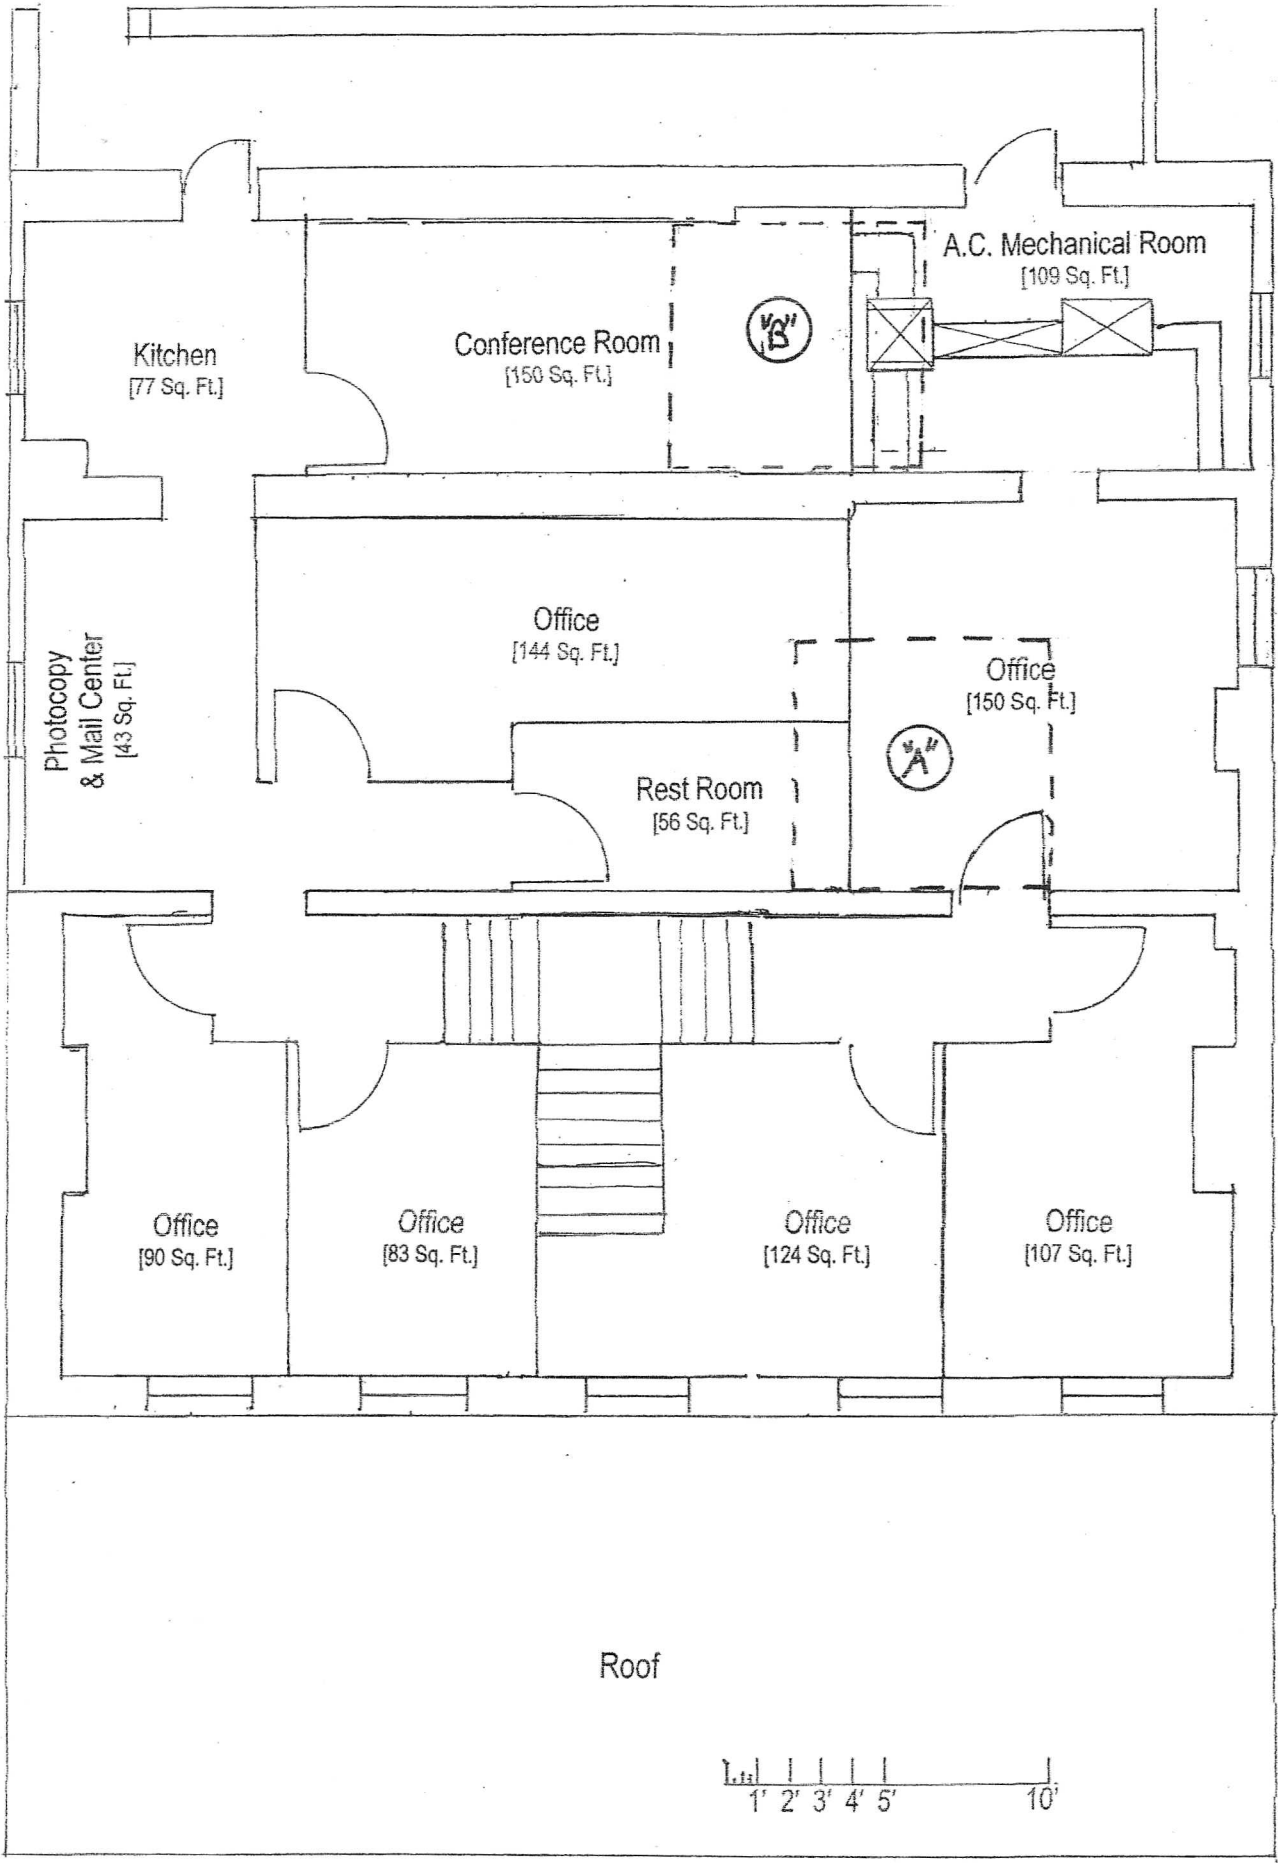 A.C. Mechanical Room
[109 Sq. Ft.]
"B"
Conference Room
[150 Sq. Ft.]
Kitchen
[77 Sq. Ft.]
Office
[144 Sq. Ft.]
Photocopy
& Mail Center
[43 Sq. Ft.]
Office
[150 Sq. Ft.]
"A"
Rest Room
[56 Sq. Ft.]
Office
[90 Sq. Ft.]
Office
[83 Sq. Ft.]
Office
[124 Sq. Ft.]
Office
[107 Sq. Ft.]
Roof
1' 2' 3' 4' 5' 10'